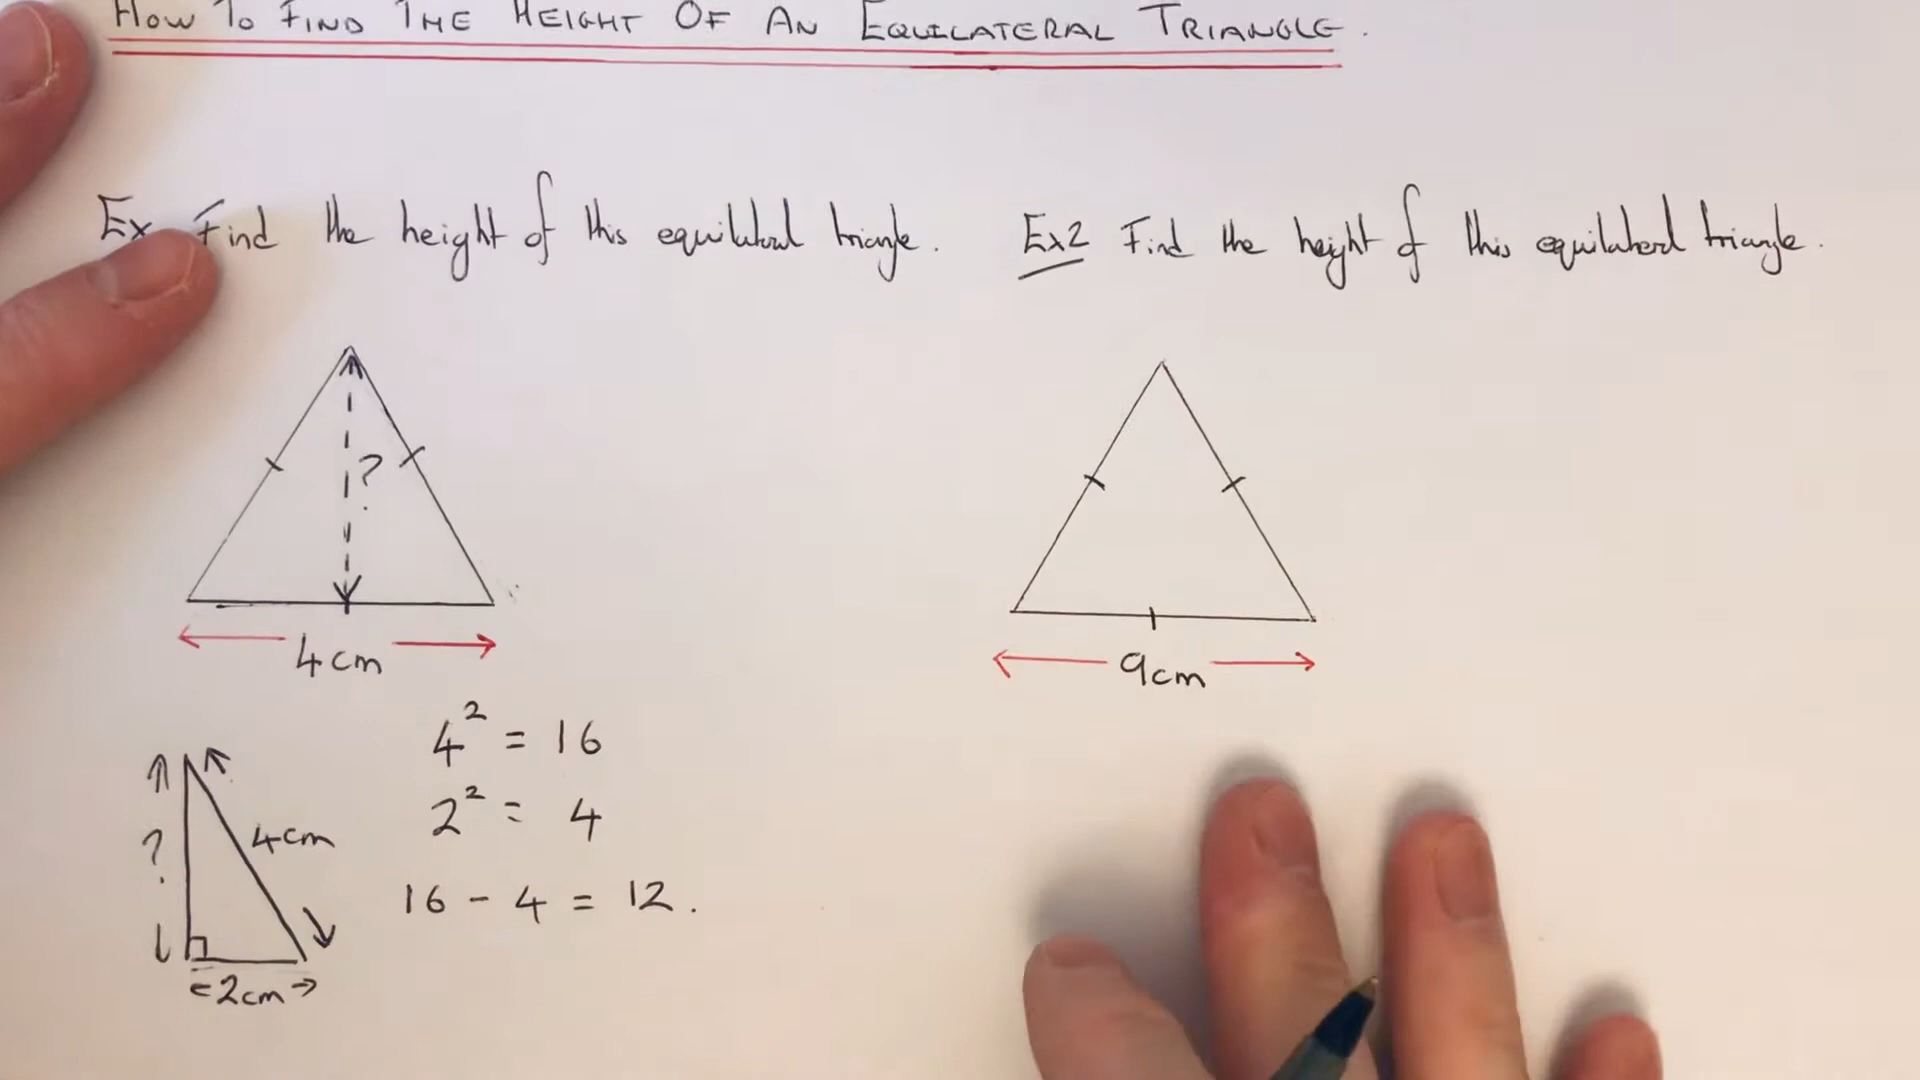 HOW TO FIND THE HEIGHT OF AN EQUILATERAL TRIANGLE.
Ex Find the height of this equilateral triangle.
Ex2 Find the height of this equilateral triangle.
?
4cm
9cm
4² = 16
2² = 4
16 - 4 = 12.
?
4cm
2cm